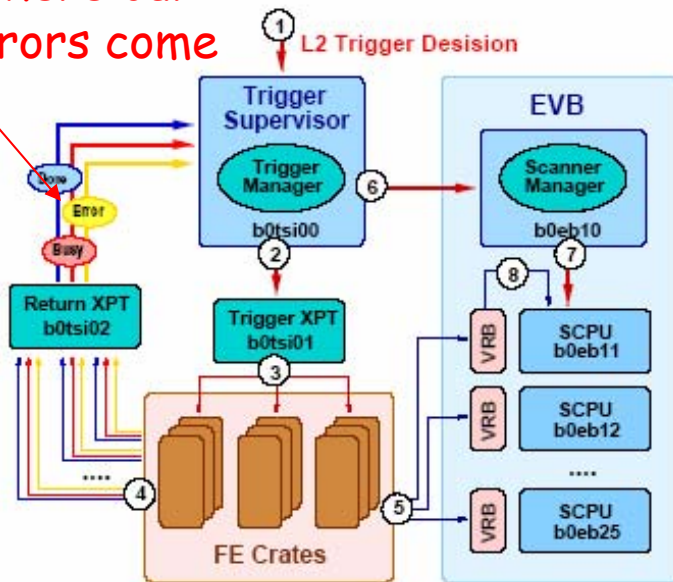 rors come
1
L2 Trigger Desision
Trigger
Supervisor
Trigger
Manager
b0tsi00
6
EVB
Scanner
Manager
b0eb10
Done
Error
Busy
2
7
8
Return XPT
b0tsi02
Trigger XPT
b0tsi01
3
VRB
SCPU
b0eb11
VRB
SCPU
b0eb12
....
....
4
5
FE Crates
VRB
SCPU
b0eb25